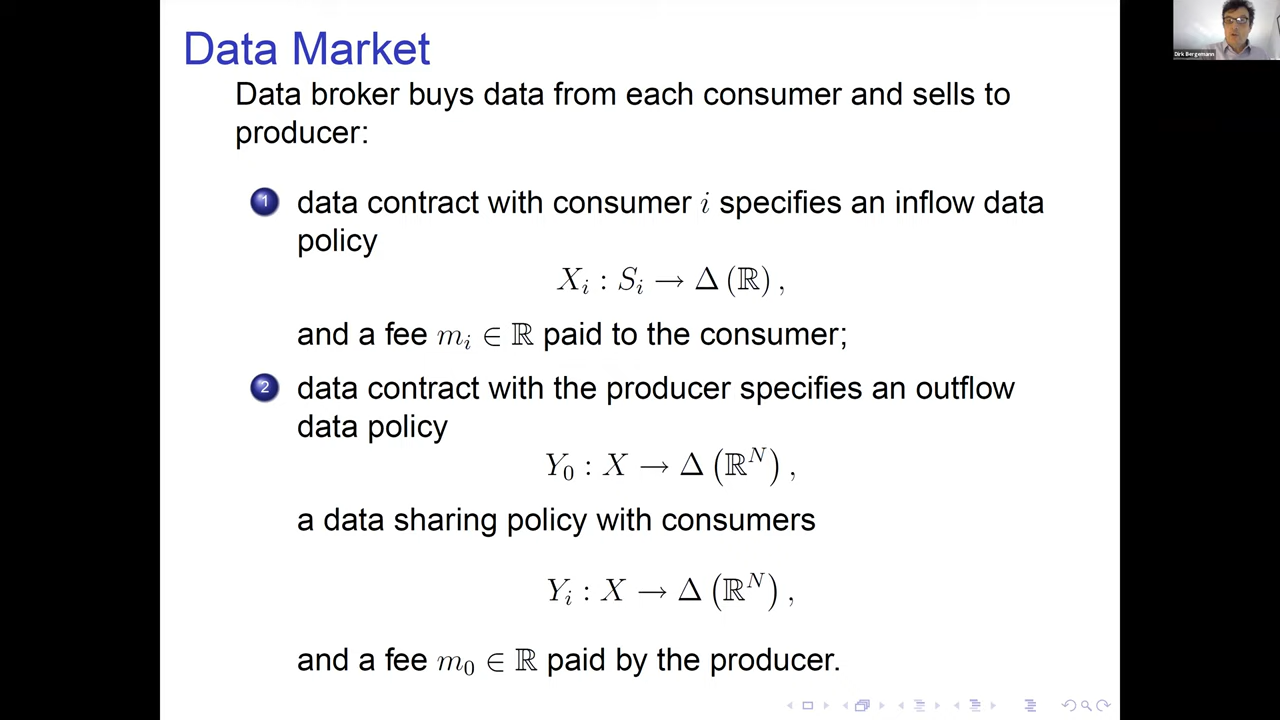 Data Market
Dirk Bergemann
Data broker buys data from each consumer and sells to
producer:
1 data contract with consumer i specifies an inflow data
policy
X_i : S_i → Δ (ℝ) ,
and a fee m_i ∈ ℝ paid to the consumer;
2 data contract with the producer specifies an outflow
data policy
Y_0 : X → Δ (ℝ^N) ,
a data sharing policy with consumers
Y_i : X → Δ (ℝ^N) ,
and a fee m_0 ∈ ℝ paid by the producer.